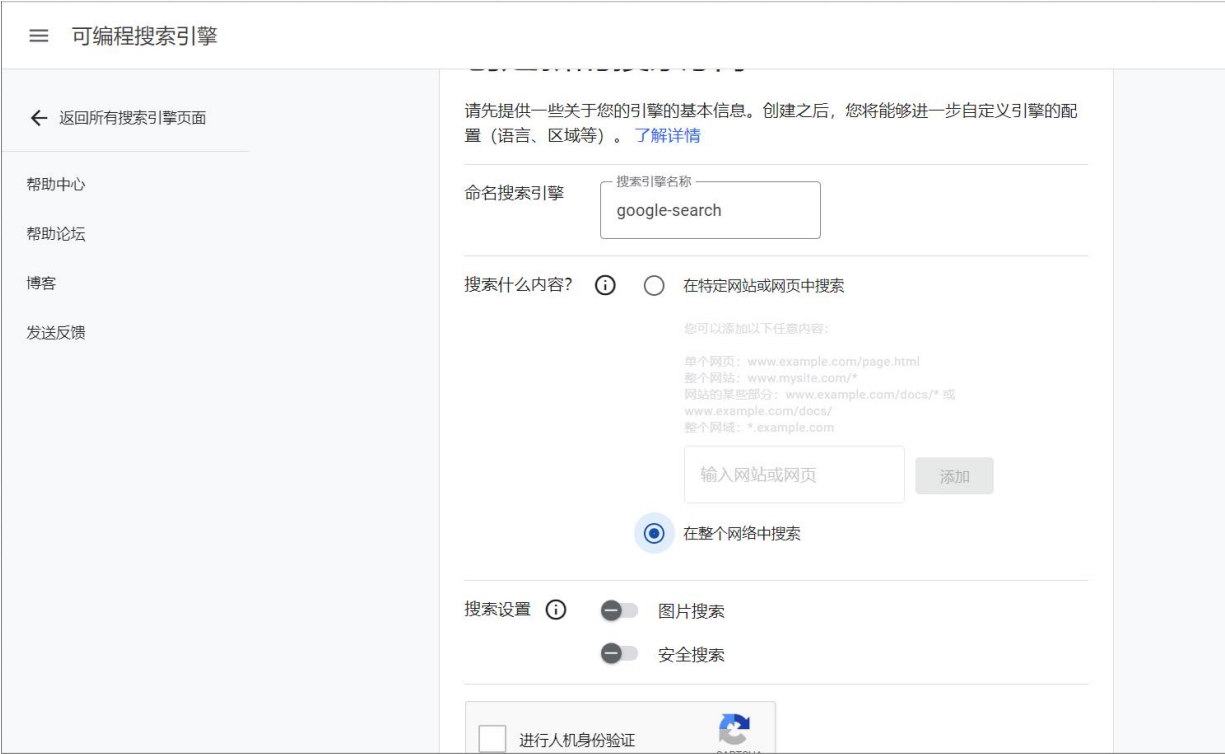 可编程搜索引擎
返回所有搜索引擎页面
帮助中心
帮助论坛
博客
发送反馈
请先提供一些关于您的引擎的基本信息。创建之后，您将能够进一步自定义引擎的配
置（语言、区域等）。 了解详情
命名搜索引擎
搜索引擎名称
google-search
搜索什么内容？
在特定网站或网页中搜索
您可以添加以下任意内容：
单个网页：www.example.com/page.html
整个网站：www.mysite.com/*
网站的某些部分：www.example.com/docs/* 或
www.example.com/docs/
整个网域：*.example.com
输入网站或网页
添加
在整个网络中搜索
搜索设置
图片搜索
安全搜索
进行人机身份验证